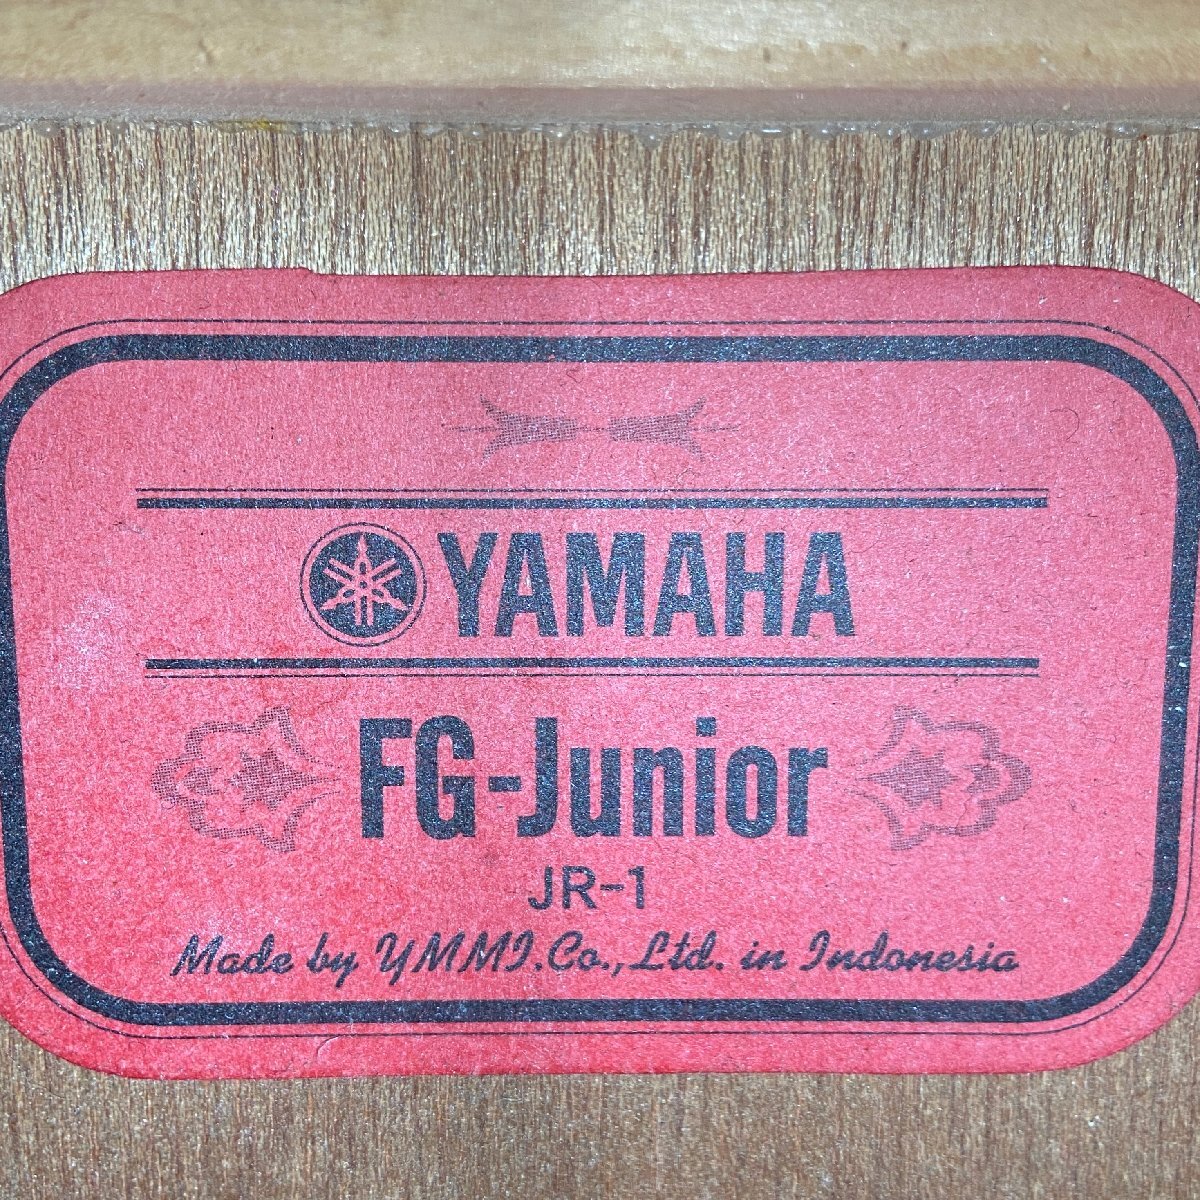 YAMAHA
FG-Junior
JR-1
Made by YMMI.Co.,Ltd. in Indonesia